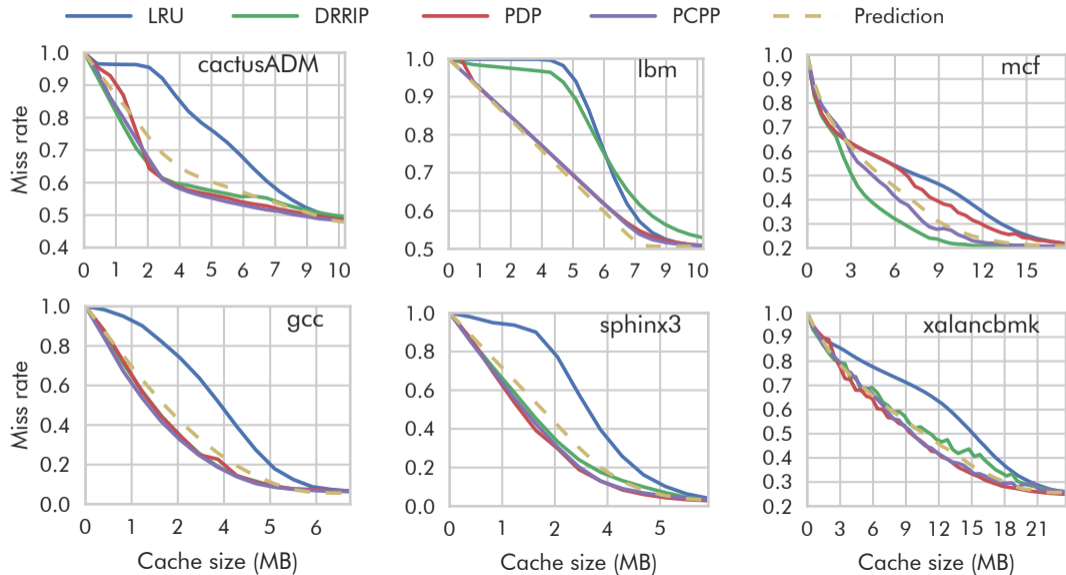 LRU DRRIP PDP PCPP Prediction
cactusADM
Miss rate
1.0
0.9
0.8
0.7
0.6
0.5
0.4
0 1 2 4 5 6 7 9 10
lbm
1.0
0.9
0.8
0.7
0.6
0.5
0 1 2 4 5 6 7 9 10
mcf
1.0
0.9
0.8
0.7
0.6
0.5
0.4
0.3
0.2
0 3 6 9 12 15
gcc
Miss rate
1.0
0.8
0.6
0.4
0.2
0.0
0 1 2 4 5 6
Cache size (MB)
sphinx3
1.0
0.8
0.6
0.4
0.2
0.0
0 1 2 4 5
Cache size (MB)
xalancbmk
1.0
0.9
0.8
0.7
0.6
0.5
0.4
0.3
0.2
0 3 6 9 12 15 18 21
Cache size (MB)